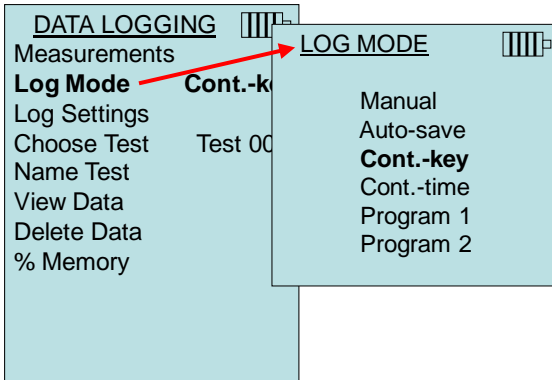 DATA LOGGING
Measurements
Log Mode
Log Settings
Choose Test Test
Name Test
View Data
Delete Data
% Memory
LOG MODE
Manual
Auto-save
Cont.-key
Cont.-time
Program 1
Program 2